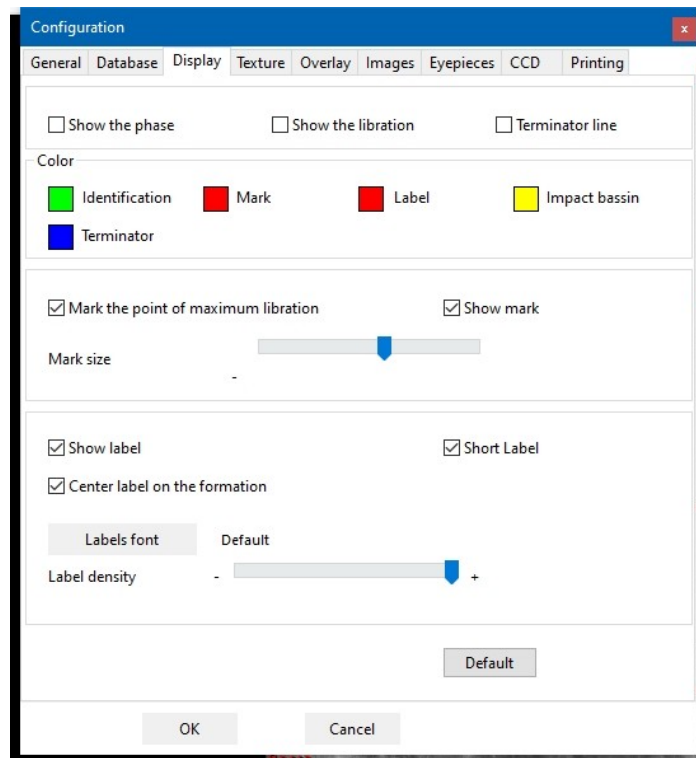 Configuration
x
General Database Display Texture Overlay Images Eyepieces CCD Printing
Show the phase Show the libration Terminator line
Color
Identification Mark Label Impact bassin
Terminator
Mark the point of maximum libration Show mark
Mark size
-
Show label Short Label
Center label on the formation
Labels font Default
Label density - +
Default
OK Cancel